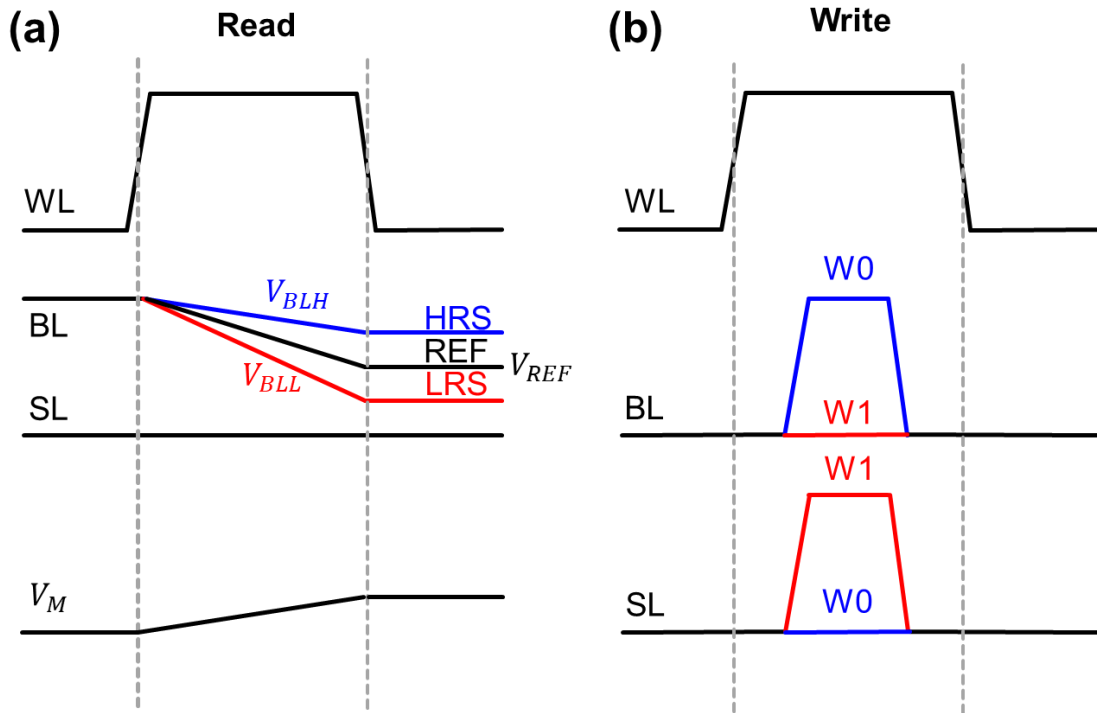 (a)
Read
WL
BL
V_BLH
HRS
REF
V_REF
V_BLL
LRS
SL
V_M
(b)
Write
WL
W0
BL
W1
W1
SL
W0